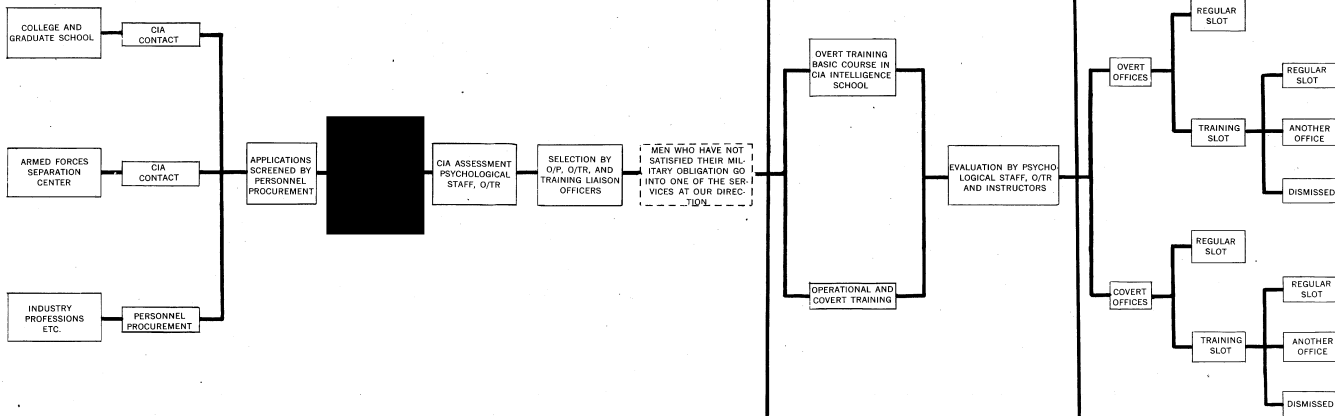 COLLEGE AND
GRADUATE SCHOOL
CIA
CONTACT
ARMED FORCES
SEPARATION
CENTER
CIA
CONTACT
INDUSTRY
PROFESSIONS
ETC.
PERSONNEL
PROCUREMENT
APPLICATIONS
SCREENED BY
PERSONNEL
PROCUREMENT
CIA ASSESSMENT
PSYCHOLOGICAL
STAFF, O/TR
SELECTION BY
O/P, O/TR, AND
TRAINING LIAISON
OFFICERS
MEN WHO HAVE NOT
SATISFIED THEIR MIL-
ITARY OBLIGATION GO
INTO ONE OF THE SER-
VICES AT OUR DIREC-
TION
OVERT TRAINING
BASIC COURSE IN
CIA INTELLIGENCE
SCHOOL
OPERATIONAL AND
COVERT TRAINING
EVALUATION BY PSYCHO-
LOGICAL STAFF, O/TR
AND INSTRUCTORS
OVERT
OFFICES
REGULAR
SLOT
TRAINING
SLOT
REGULAR
SLOT
ANOTHER
OFFICE
DISMISSED
COVERT
OFFICES
REGULAR
SLOT
TRAINING
SLOT
REGULAR
SLOT
ANOTHER
OFFICE
DISMISSED